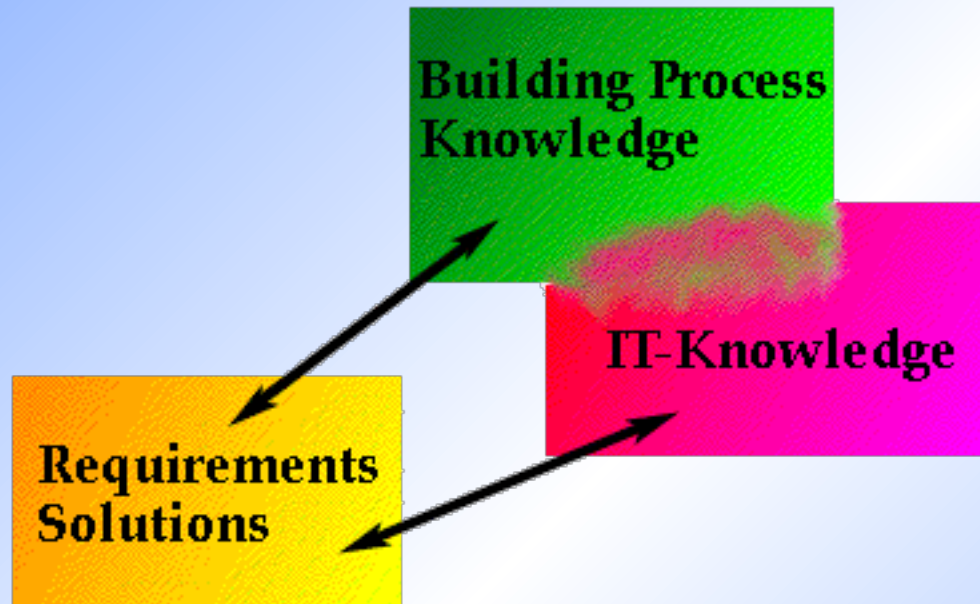 Building Process
Knowledge
IT-Knowledge
Requirements
Solutions